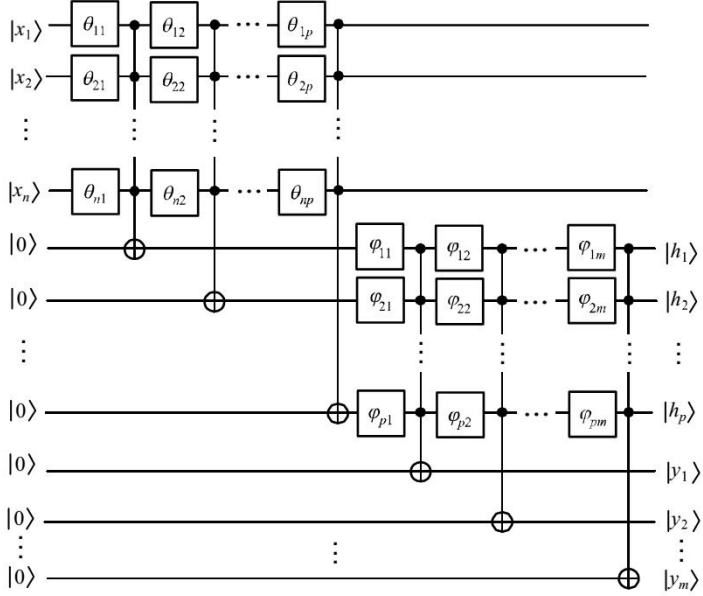 |x₁⟩ θ₁₁ θ₁₂ ⋯ θ₁ₚ
|x₂⟩ θ₂₁ θ₂₂ ⋯ θ₂ₚ
⋮ ⋮ ⋮ ⋮
|xₙ⟩ θₙ₁ θₙ₂ ⋯ θₙₚ
|0⟩ φ₁₁ φ₁₂ ⋯ φ₁ₘ |h₁⟩
|0⟩ φ₂₁ φ₂₂ ⋯ φ₂ₘ |h₂⟩
⋮ ⋮ ⋮ ⋮ ⋮
|0⟩ φₚ₁ φₚ₂ ⋯ φₚₘ |hₚ⟩
|0⟩ |y₁⟩
|0⟩ |y₂⟩
⋮ ⋮ ⋮
|0⟩ |yₘ⟩